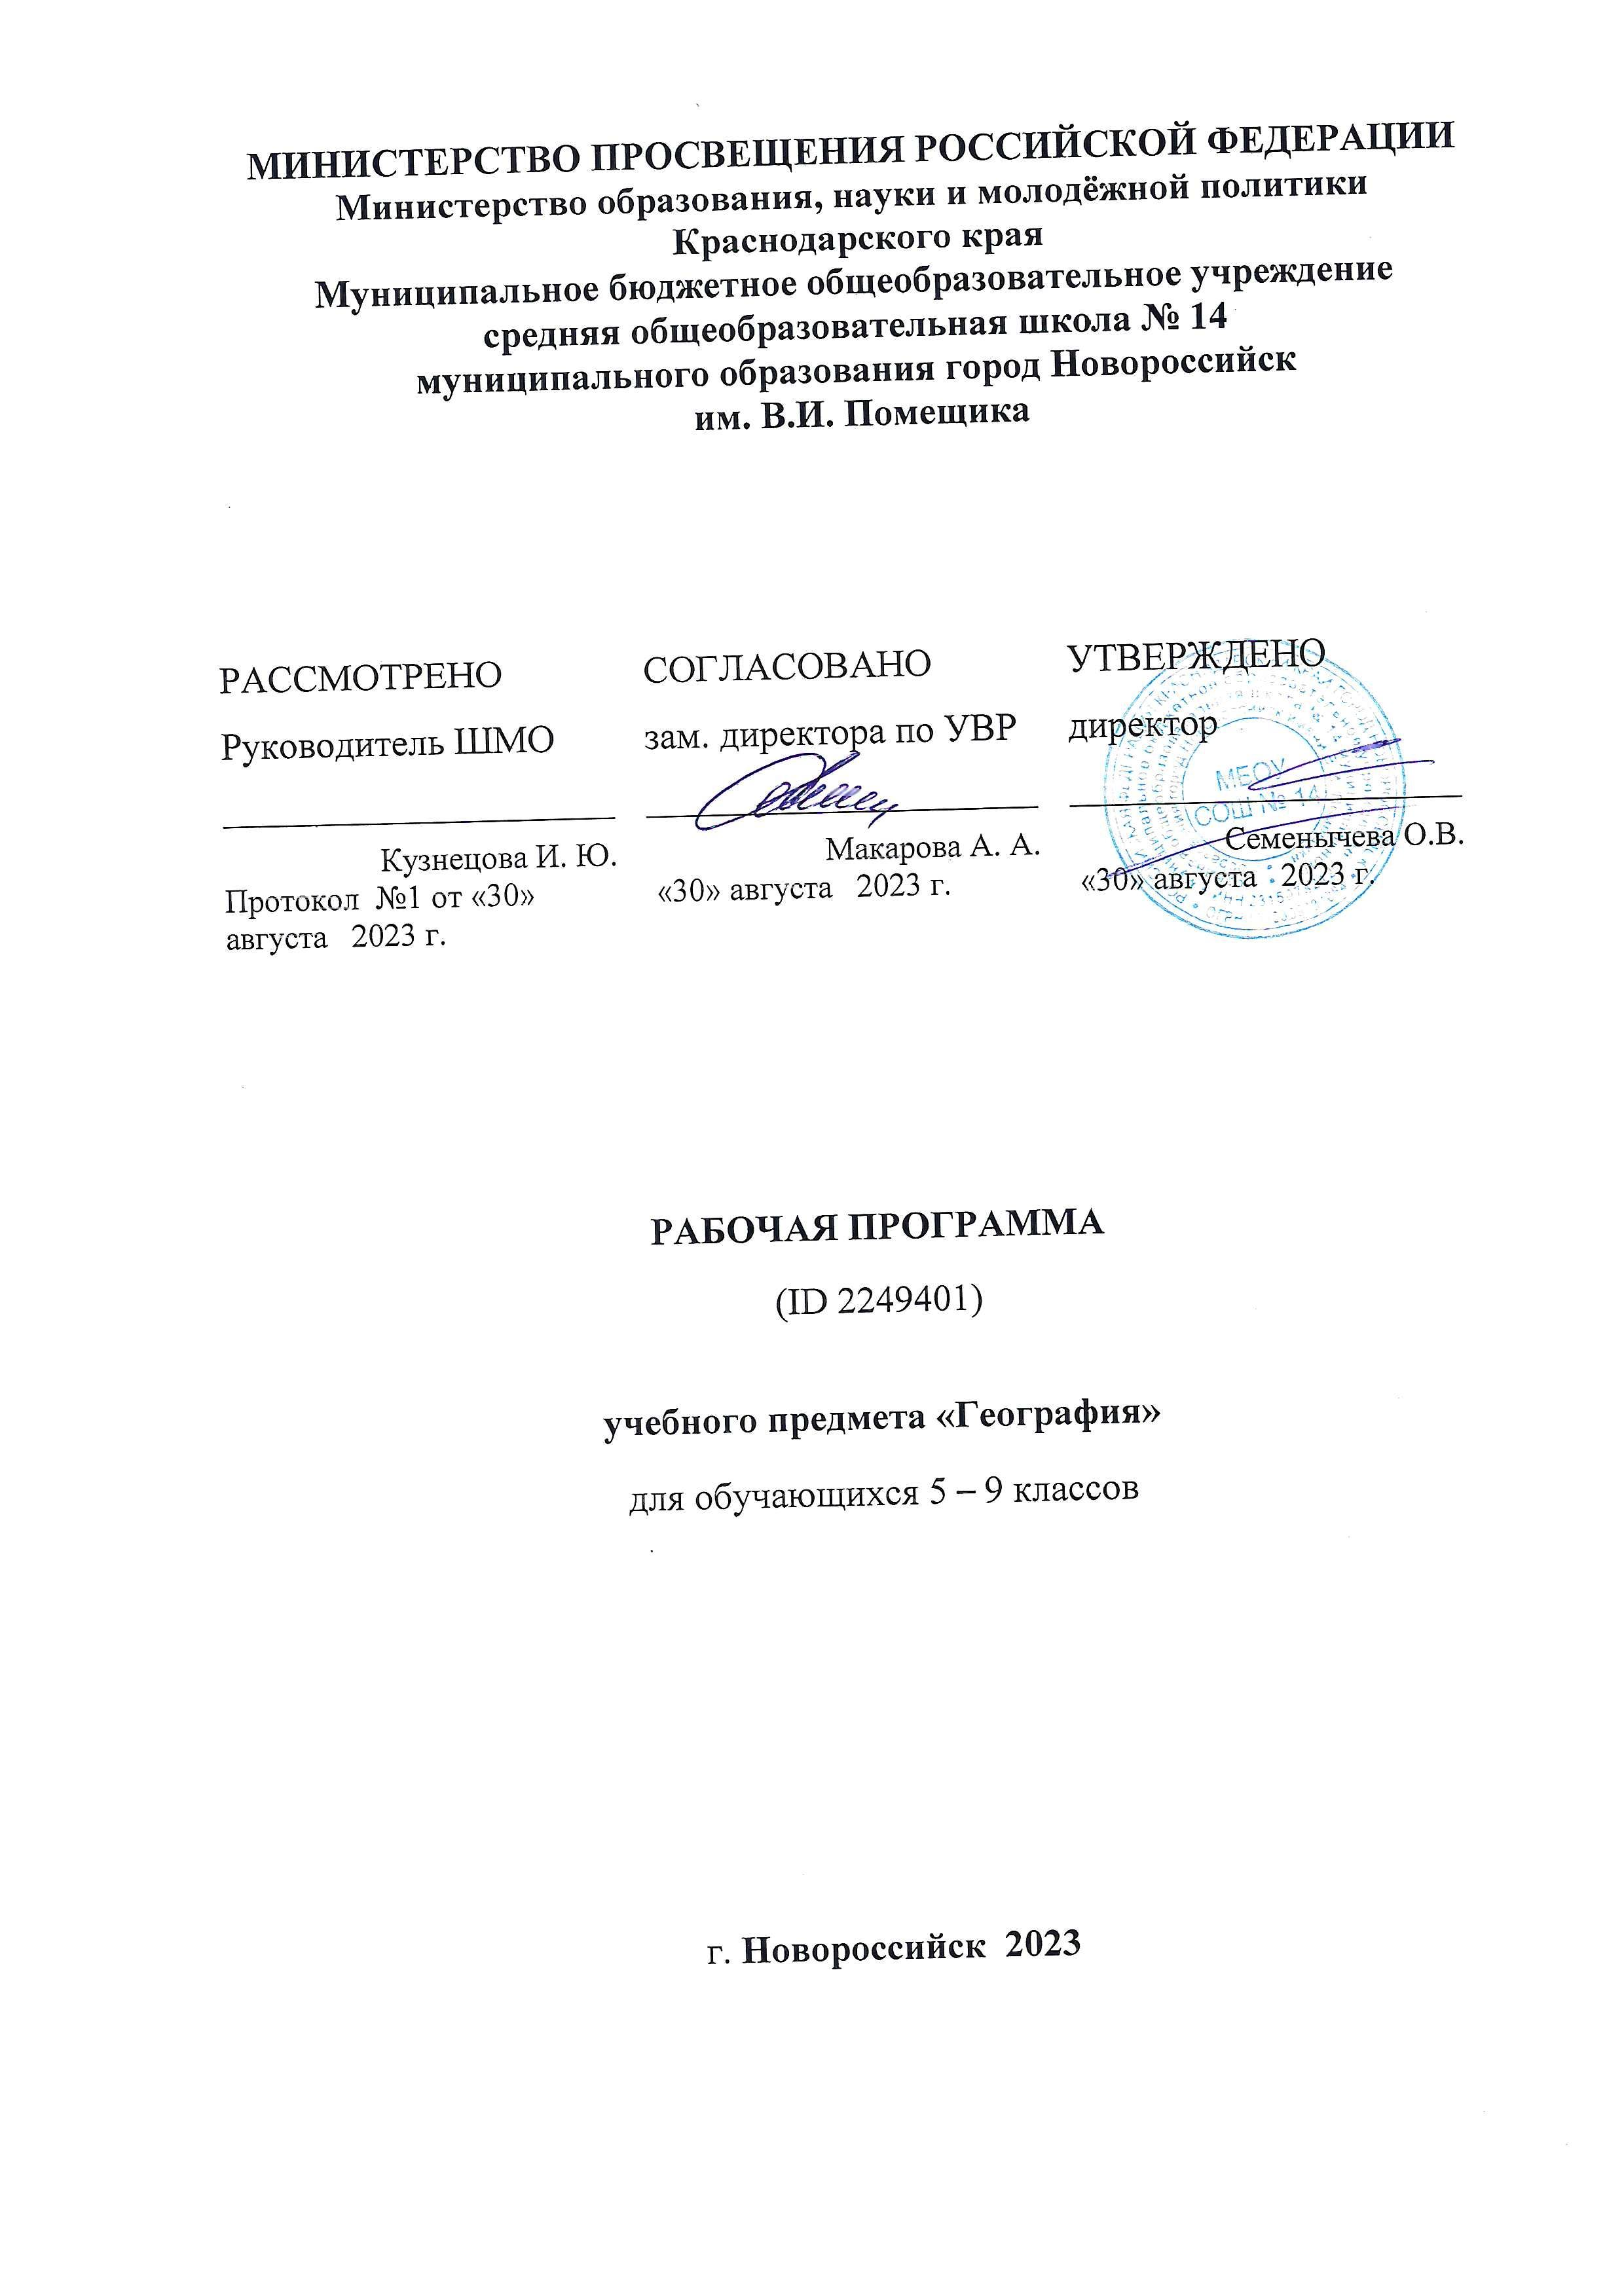 МИНИСТЕРСТВО ПРОСВЕЩЕНИЯ РОССИЙСКОЙ ФЕДЕРАЦИИ
Министерство образования, науки и молодёжной политики
Краснодарского края
Муниципальное бюджетное общеобразовательное учреждение
средняя общеобразовательная школа № 14
муниципального образования город Новороссийск
им. В.И. Помещика
РАССМОТРЕНО
Руководитель ШМО
Кузнецова И. Ю.
Протокол №1 от «30»
августа 2023 г.
СОГЛАСОВАНО
зам. директора по УВР
Макарова А. А.
«30» августа 2023 г.
УТВЕРЖДЕНО
директор
МБОУ
СОШ № 14
Семенычева О.В.
«30» августа 2023 г.
РАБОЧАЯ ПРОГРАММА
(ID 2249401)
учебного предмета «География»
для обучающихся 5 – 9 классов
г. Новороссийск 2023